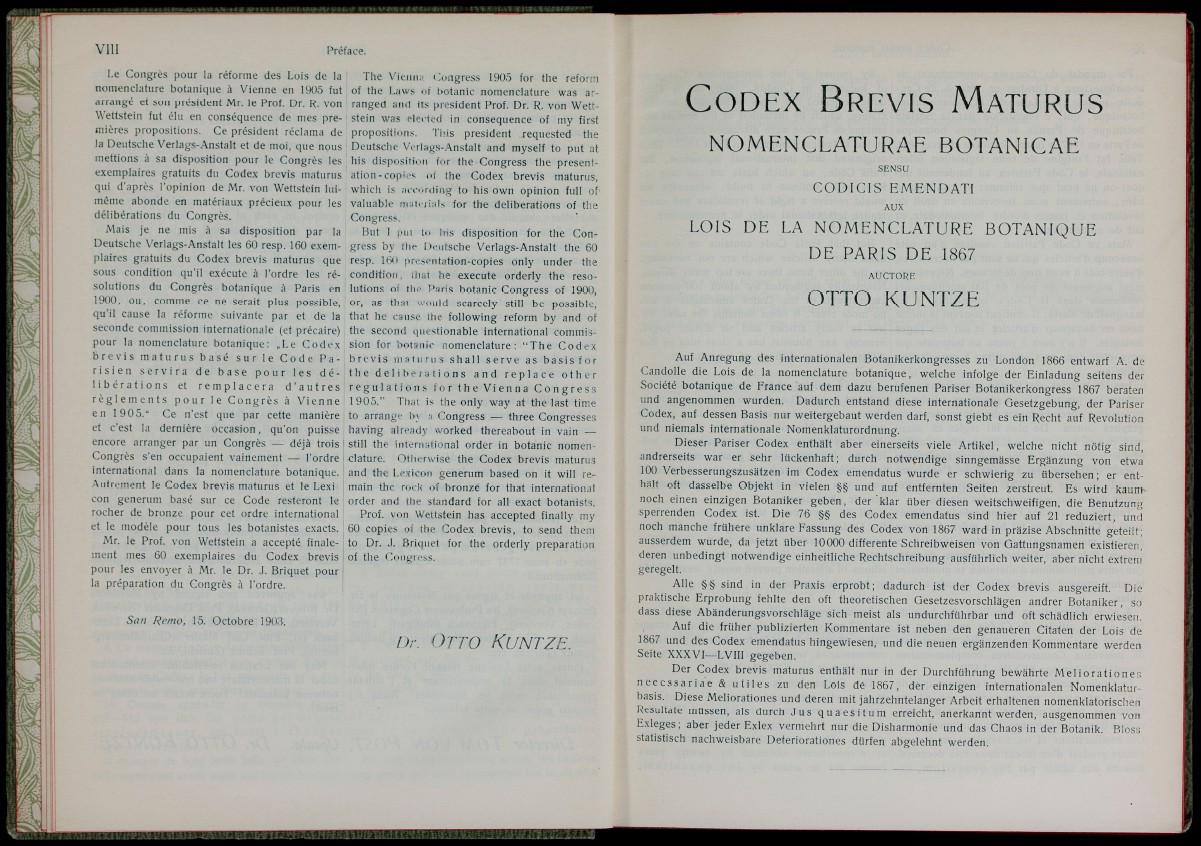 VIII
Préface.
Le Congrès pour la réforme des Lois de la
nomenclature botanique à Vienne en 1905 fut
arrangé et son président Mr. le Prof. Dr. R. von
Wettstein fut élu en conséquence de mes pre-
mières propositions. Ce président réclama de
la Deutsche Verlags-Anstalt et de moi, que nous
mettions à sa disposition pour le Congrès les
exemplaires gratuits du Codex brevis maturus
qui d'après l'opinion de Mr. von Wettstein lui-
même abonde en matériaux précieux pour les
délibérations du Congrès.
Mais je ne mis à sa disposition par la
Deutsche Verlags-Anstalt les 60 resp. 160 exem-
plaires gratuits du Codex brevis maturus que
sous condition qu'il exécute à l'ordre les ré-
solutions du Congrès botanique à Paris en
1900, ou, comme ce ne serait plus possible,
qu'il cause la réforme suivante par et de la
seconde commission internationale (et précaire)
pour la nomenclature botanique: „Le Codex
brevis maturus basé sur le Code Pa-
risien servira de base pour les dé-
libérations et remplacera d'autres
règlements pour le Congrès à Vienne
en 1905." Ce n'est que par cette manière
et c'est la dernière occasion, qu'on puisse
encore arranger par un Congrès — déjà trois
Congrès s'en occupaient vainement — l'ordre
international dans la nomenclature botanique.
Autrement le Codex brevis maturus et le Lexi
con generum basé sur ce Code resteront le
rocher de bronze pour cet ordre international
et le modèle pour tous les botanistes exacts.
Mr. le Prof. von Wettstein a accepté finale-
ment mes 60 exemplaires du Codex brevis
pour les envoyer à Mr. le Dr. J. Briquet pour
la préparation du Congrès à l'ordre.
The Vienna Congress 1905 for the reform
of the Laws of botanic nomenclature was ar-
ranged and its president Prof. Dr. R. von Wett-
stein was elected in consequence of my first
propositions. This president requested the
Deutsche Verlags-Anstalt and myself to put at
his disposition for the Congress the present-
ation-copies of the Codex brevis maturus,
which is according to his own opinion full of
valuable materials for the deliberations of the
Congress.
But I put to his disposition for the Con-
gress by the Deutsche Verlags-Anstalt the 60
resp. 160 presentation-copies only under the
condition, that he execute orderly the reso-
lutions of the Paris botanic Congress of 1900,
or, as that would scarcely still be possible,
that he cause the following reform by and of
the second questionable international commis-
sion for botanic nomenclature: "The Codex
brevis maturus shall serve as basis for
the deliberations and replace other
regulations for the Vienna Congress
1905." That is the only way at the last time
to arrange by a Congress — three Congresses
having already worked thereabout in vain —
still the international order in botanic nomen-
clature. Otherwise the Codex brevis maturus
and the Lexicon generum based on it will re-
main the rock of bronze for that international
order and the standard for all exact botanists.
Prof. von Wettstein has accepted finally my
60 copies of the Codex brevis, to send them
to Dr. J. Briquet for the orderly preparation
of the Congress.
San Remo, 15. Octobre 1903.
Dr. OTTO KUNTZE.
CODEX BREVIS MATURUS
NOMENCLATURAE BOTANICAE
SENSU
CODICIS EMENDATI
AUX
LOIS DE LA NOMENCLATURE BOTANIQUE
DE PARIS DE 1867
AUCTORE
OTTO KUNTZE
Auf Anregung des internationalen Botanikerkongresses zu London 1866 entwarf A. de
Candolle die Lois de la nomenclature botanique, welche infolge der Einladung seitens der
Société botanique de France auf dem dazu berufenen Pariser Botanikerkongress 1867 beraten
und angenommen wurden. Dadurch entstand diese internationale Gesetzgebung, der Pariser
Codex, auf dessen Basis nur weitergebaut werden darf, sonst giebt es ein Recht auf Revolution
und niemals internationale Nomenklaturordnung.
Dieser Pariser Codex enthält aber einerseits viele Artikel, welche nicht nötig sind,
andrerseits war er sehr lückenhaft; durch notwendige sinngemässe Ergänzung von etwa
100 Verbesserungszusätzen im Codex emendatus wurde er schwierig zu übersehen; er ent-
hält oft dasselbe Objekt in vielen §§ und auf entfernten Seiten zerstreut. Es wird kaum
noch einen einzigen Botaniker geben, der klar über diesen weitschweifigen, die Benutzung
sperrenden Codex ist. Die 76 §§ des Codex emendatus sind hier auf 21 reduziert, und
noch manche frühere unklare Fassung des Codex von 1867 ward in präzise Abschnitte geteilt;
ausserdem wurde, da jetzt über 10000 differente Schreibweisen von Gattungsnamen existieren,
deren unbedingt notwendige einheitliche Rechtschreibung ausführlich weiter, aber nicht extrem
geregelt.
Alle §§ sind in der Praxis erprobt; dadurch ist der Codex brevis ausgereift. Die
praktische Erprobung fehlte den oft theoretischen Gesetzesvorschlägen andrer Botaniker, so
dass diese Abänderungsvorschläge sich meist als undurchführbar und oft schädlich erwiesen.
Auf die früher publizierten Kommentare ist neben den genaueren Citaten der Lois de
1867 und des Codex emendatus hingewiesen, und die neuen ergänzenden Kommentare werden
Seite XXXVI—LVIII gegeben.
Der Codex brevis maturus enthält nur in der Durchführung bewährte Meliorationes
necessariae & utiles zu den Lois de 1867, der einzigen internationalen Nomenklatur-
basis. Diese Meliorationes und deren mit jahrzehntelanger Arbeit erhaltenen nomenklatorischen
Resultate müssen, als durch Jus quaesitum erreicht, anerkannt werden, ausgenommen von
Exleges; aber jeder Exlex vermehrt nur die Disharmonie und das Chaos in der Botanik. Bloss
statistisch nachweisbare Deteriorationes dürfen abgelehnt werden.